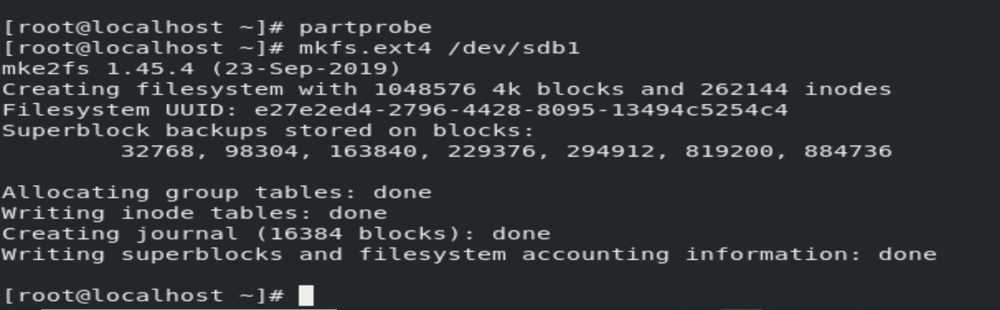 [root@localhost ~]# partprobe
[root@localhost ~]# mkfs.ext4 /dev/sdb1
mke2fs 1.45.4 (23-Sep-2019)
Creating filesystem with 1048576 4k blocks and 262144 inodes
Filesystem UUID: e27e2ed4-2796-4428-8095-13494c5254c4
Superblock backups stored on blocks:
        32768, 98304, 163840, 229376, 294912, 819200, 884736

Allocating group tables: done
Writing inode tables: done
Creating journal (16384 blocks): done
Writing superblocks and filesystem accounting information: done

[root@localhost ~]#